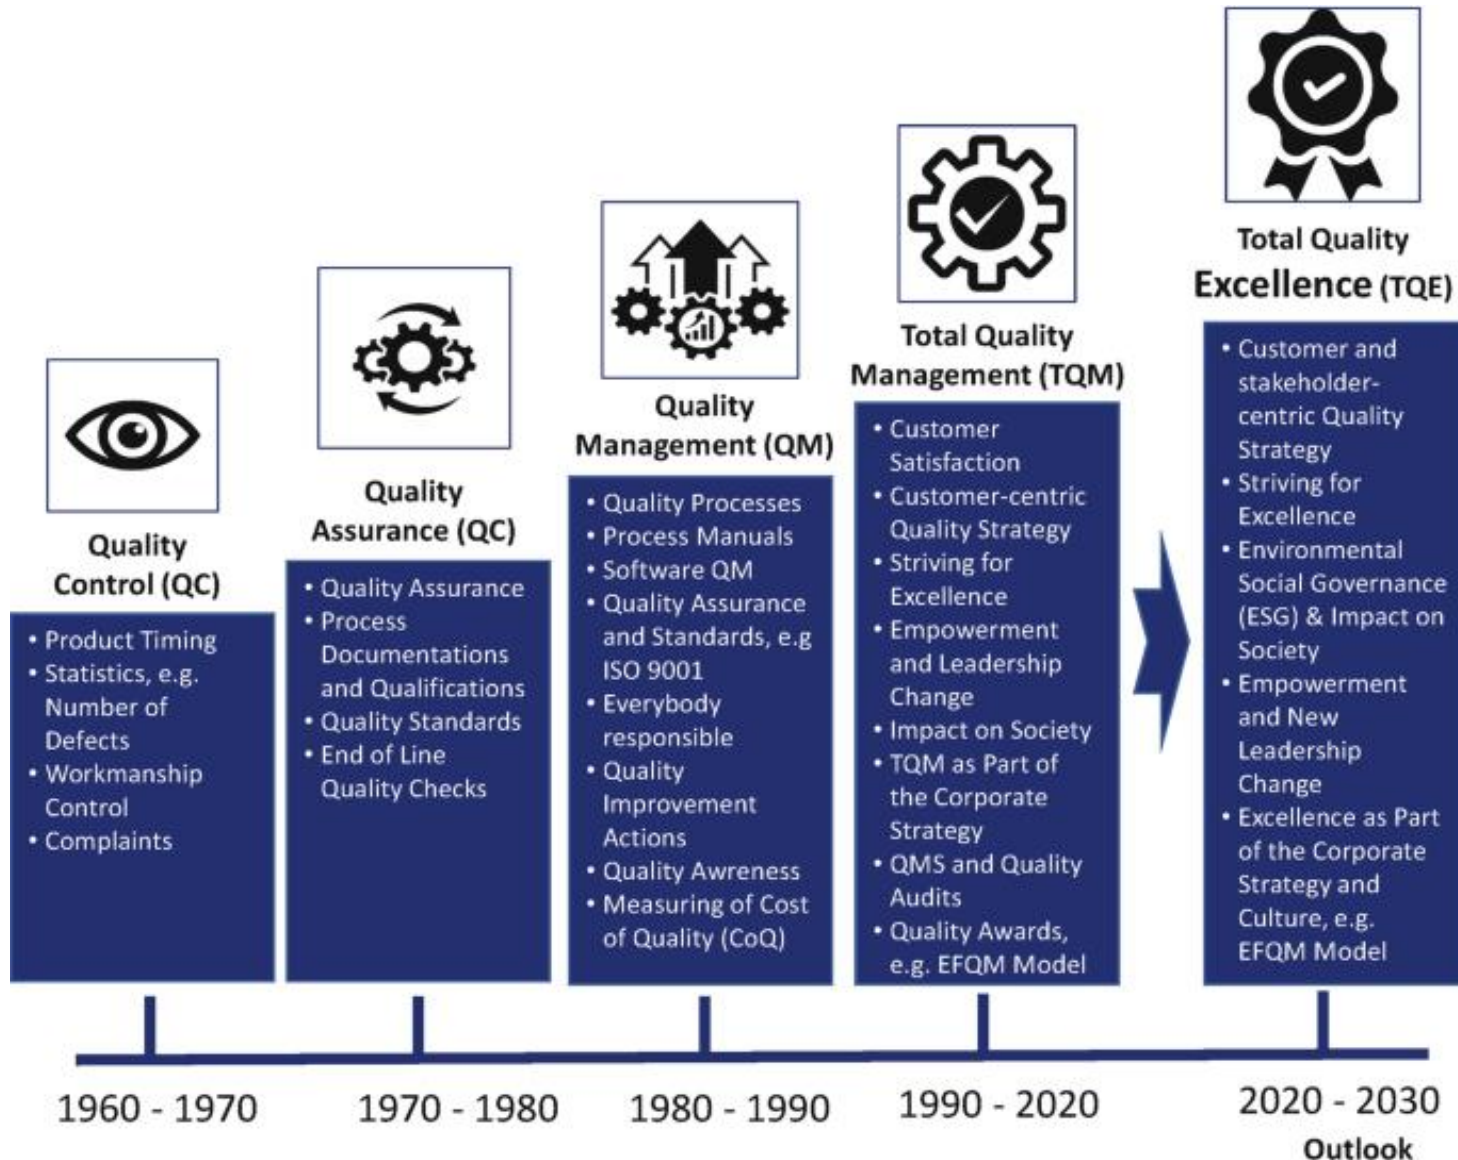 Quality
Control (QC)
• Product Timing
• Statistics, e.g.
Number of
Defects
• Workmanship
Control
• Complaints
1960 - 1970
Quality
Assurance (QC)
• Quality Assurance
• Process
Documentations
and Qualifications
• Quality Standards
• End of Line
Quality Checks
1970 - 1980
Quality
Management (QM)
• Quality Processes
• Process Manuals
• Software QM
• Quality Assurance
and Standards, e.g
ISO 9001
• Everybody
responsible
• Quality
Improvement
Actions
• Quality Awreness
• Measuring of Cost
of Quality (CoQ)
1980 - 1990
Total Quality
Management (TQM)
• Customer
Satisfaction
• Customer-centric
Quality Strategy
• Striving for
Excellence
• Empowerment
and Leadership
Change
• Impact on Society
• TQM as Part of
the Corporate
Strategy
• QMS and Quality
Audits
• Quality Awards,
e.g. EFQM Model
1990 - 2020
Total Quality
Excellence (TQE)
• Customer and
stakeholder-
centric Quality
Strategy
• Striving for
Excellence
• Environmental
Social Governance
(ESG) & Impact on
Society
• Empowerment
and New
Leadership
Change
• Excellence as Part
of the Corporate
Strategy and
Culture, e.g.
EFQM Model
2020 - 2030
Outlook